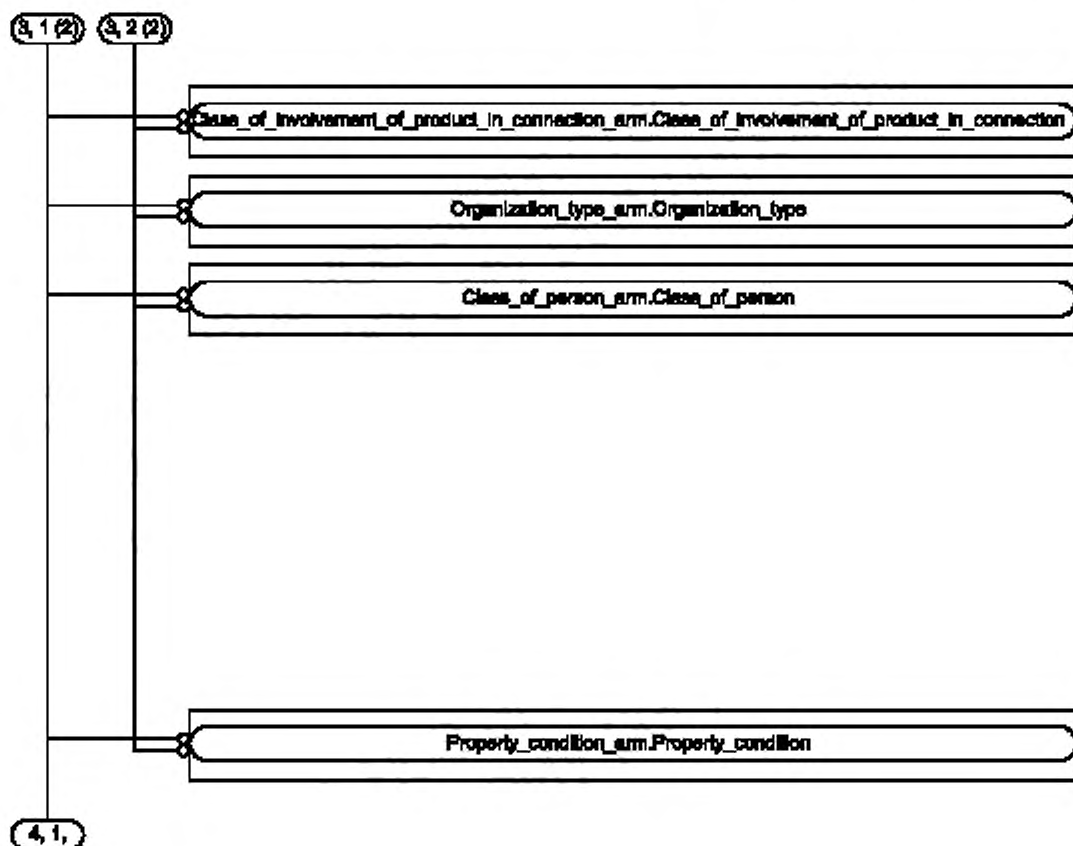 3, 1 (2) 3, 2 (2)
Class_of_involvement_of_product_in_connection_arm.Class_of_involvement_of_product_in_connection
Organization_type_arm.Organization_type
Class_of_person_arm.Class_of_person
Property_condition_arm.Property_condition
4, 1,